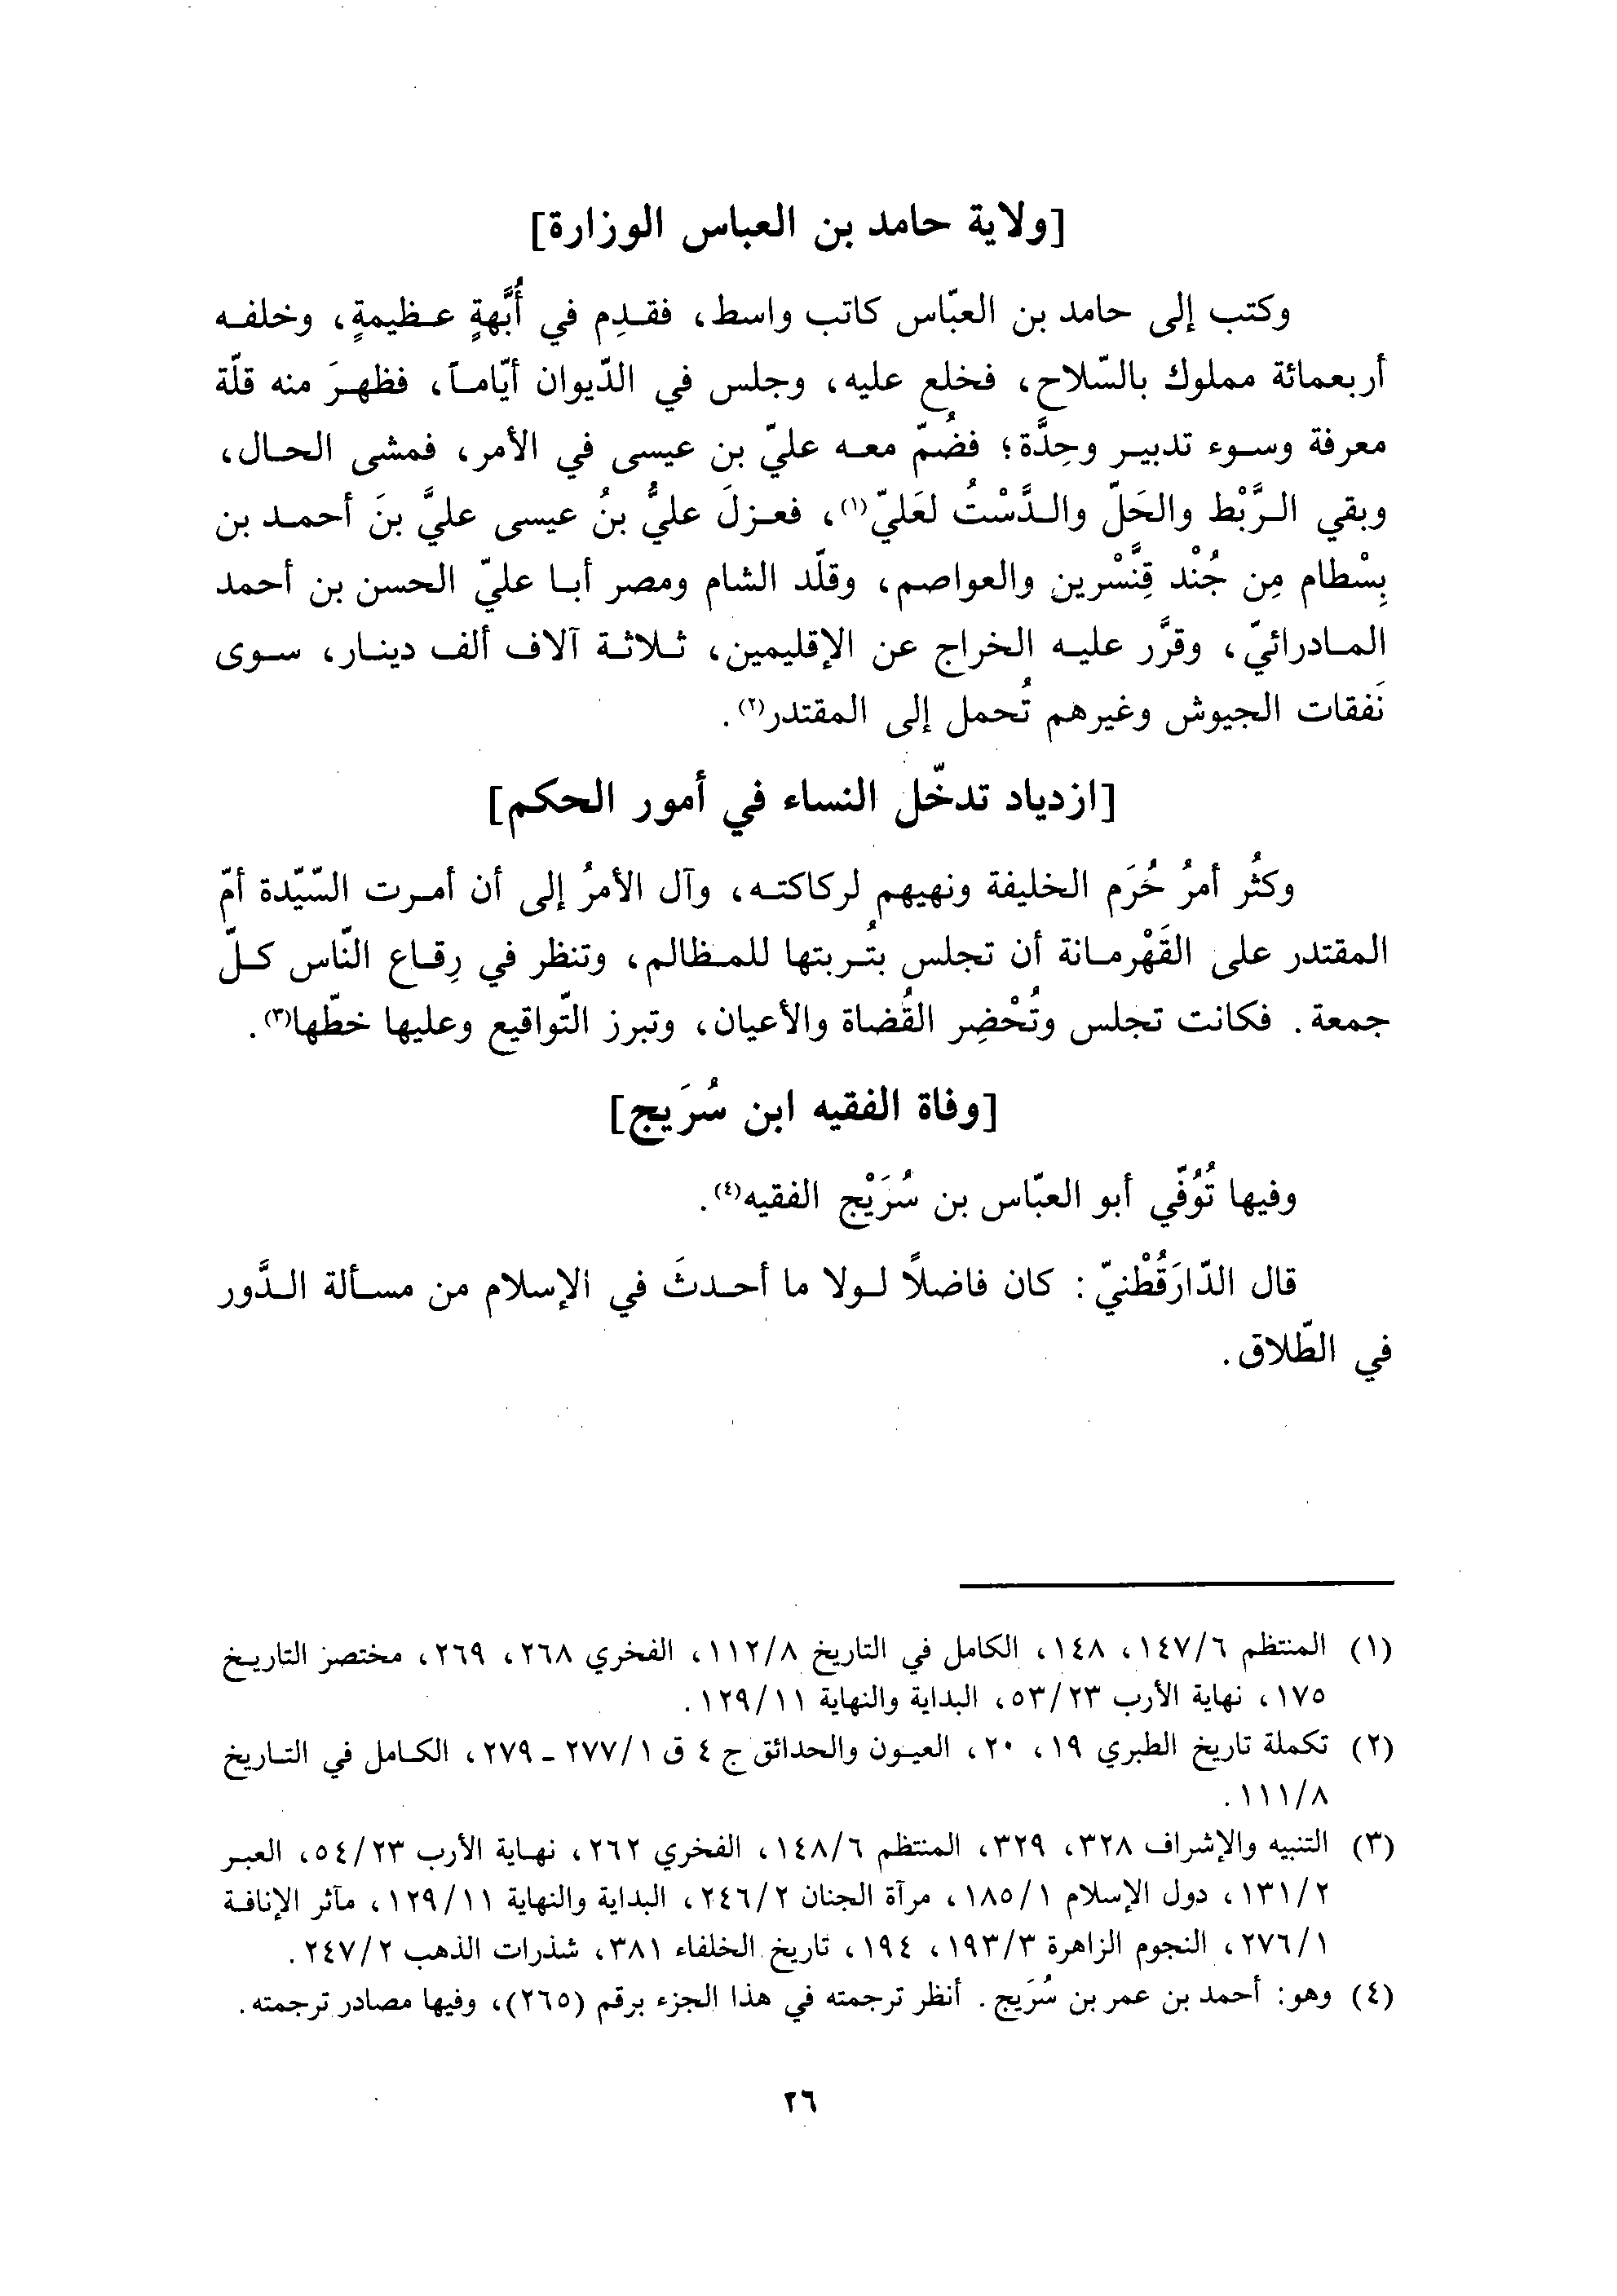 [ولاية حامد بن العباس الوزارة]
وكتب إلى حامد بن العبّاس كاتب واسط، فقدِم في أُبَّهةٍ عظيمةٍ، وخلفه
أربعمائة مملوك بالسّلاح، فخلع عليه، وجلس في الدّيوان أيّاماً، فظهرَ منه قلّة
معرفة وسوء تدبير وحِدَّة؛ فضُمّ معه عليّ بن عيسى في الأمر، فمشى الحال،
وبقي الرَّبْط والحَلّ والدَّسْتُ لعَليّ(١)، فعزلَ عليُّ بنُ عيسى عليَّ بنَ أحمد بن
بِسْطام مِن جُنْد قِنَّسْرين والعواصم، وقلّد الشام ومصر أبا عليّ الحسن بن أحمد
المادرائيّ، وقرَّر عليه الخراج عن الإقليمين، ثلاثة آلاف ألف دينار، سوى
نَفقات الجيوش وغيرهم تُحمل إلى المقتدر(٢).
[ازدياد تدخّل النساء في أمور الحكم]
وكثُر أمرُ حُرَم الخليفة ونهيهم لركاكته، وآل الأمرُ إلى أن أمرت السّيّدة أمّ
المقتدر على القَهْرمانة أن تجلس بتُربتها للمظالم، وتنظر في رِقاع النّاس كلّ
جمعة. فكانت تجلس وتُحْضِر القُضاة والأعيان، وتبرز التّواقيع وعليها خطّها(٣).
[وفاة الفقيه ابن سُرَيج]
وفيها تُوُفّي أبو العبّاس بن سُرَيْج الفقيه(٤).
قال الدّارَقُطْنيّ: كان فاضلاً لولا ما أحدثَ في الإسلام من مسألة الدَّور
في الطّلاق.
(١) المنتظم ١٤٧/٦، ١٤٨، الكامل في التاريخ ١١٢/٨، الفخري ٢٦٨، ٢٦٩، مختصر التاريخ
١٧٥، نهاية الأرب ٥٣/٢٣، البداية والنهاية ١٢٩/١١.
(٢) تكملة تاريخ الطبري ١٩، ٢٠، العيون والحدائق ج ٤ ق ٢٧٧/١ - ٢٧٩، الكامل في التاريخ
١١١/٨.
(٣) التنبيه والإشراف ٣٢٨، ٣٢٩، المنتظم ١٤٨/٦، الفخري ٢٦٢، نهاية الأرب ٥٤/٢٣، العبر
١٣١/٢، دول الإسلام ١٨٥/١، مرآة الجنان ٢٤٦/٢، البداية والنهاية ١٢٩/١١، مآثر الإنافة
٢٧٦/١، النجوم الزاهرة ١٩٣/٣، ١٩٤، تاريخ الخلفاء ٣٨١، شذرات الذهب ٢٤٧/٢.
(٤) وهو: أحمد بن عمر بن سُرَيج. أنظر ترجمته في هذا الجزء برقم (٢٦٥)، وفيها مصادر ترجمته.
٢٦